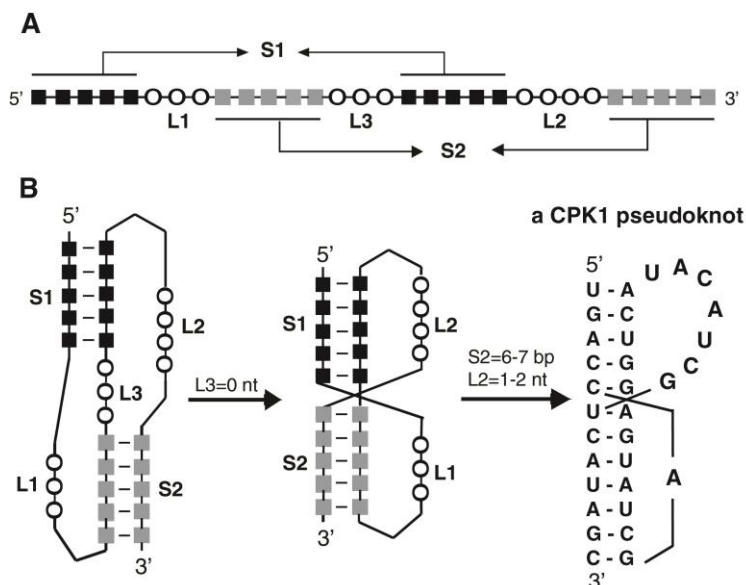 A
S1
5' 3'
L1 L3 L2
S2
B
a CPK1 pseudoknot
5'
S1
L2
L3
L1
S2
3'
L3=0 nt
5'
S1
L2
S2
L1
3'
S2=6-7 bp
L2=1-2 nt
5'
U A C A U C G
U - A
G - C
A - U
C - G
C - G
U - A
C - G
A - U
U - A
A - U
G - C
C - G
A
3'